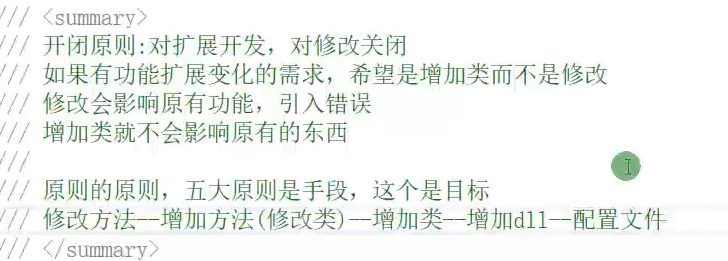 /// <summary>
/// 开闭原则:对扩展开发，对修改关闭
/// 如果有功能扩展变化的需求，希望是增加类而不是修改
/// 修改会影响原有功能，引入错误
/// 增加类就不会影响原有的东西
///
/// 原则的原则，五大原则是手段，这个是目标
/// 修改方法--增加方法(修改类)--增加类--增加dll--配置文件
/// </summary>